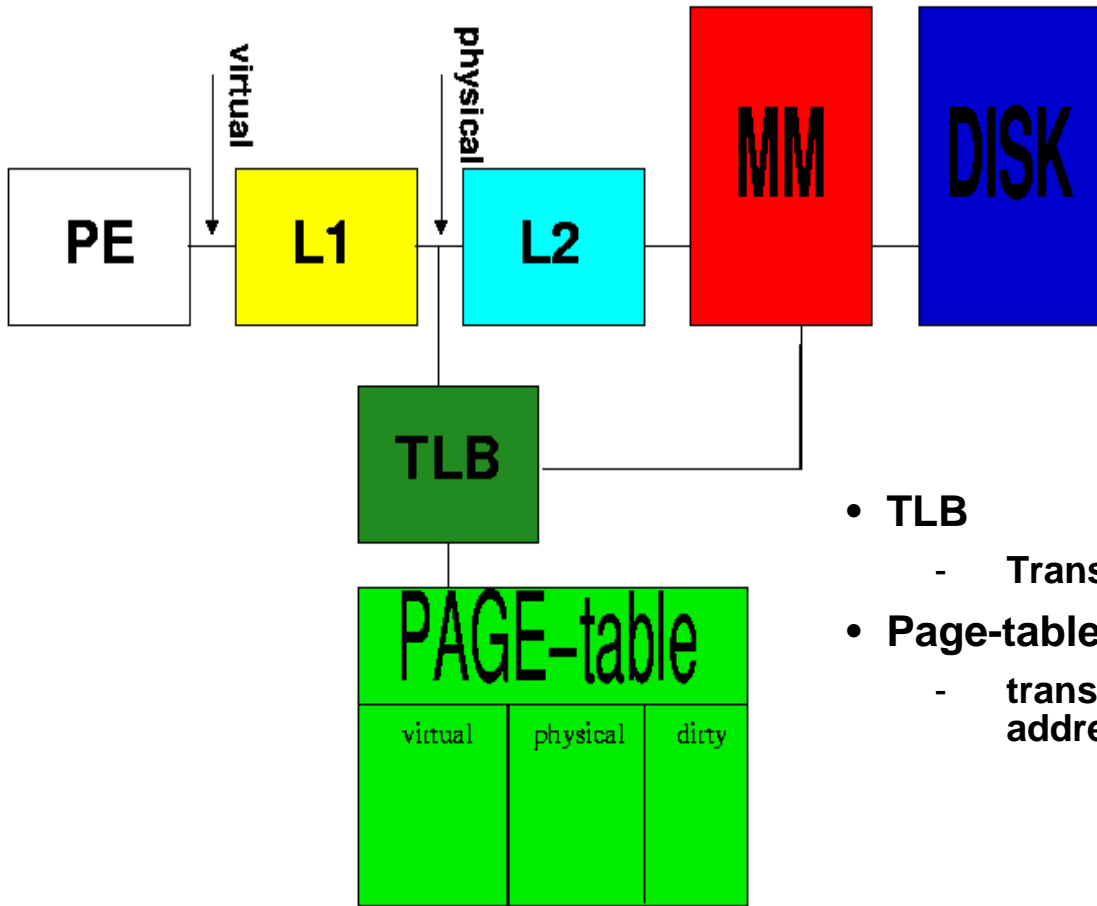 virtual
physical
PE
L1
L2
MM
DISK
TLB
PAGE-table
virtual
physical
dirty
• TLB
-
• Page-table
-